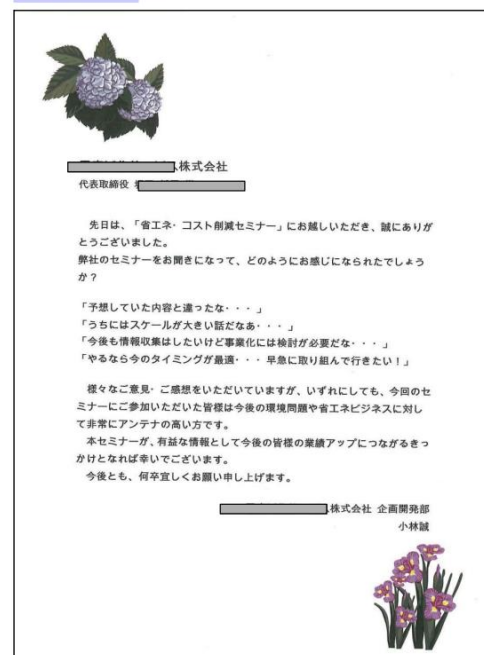 株式会社
代表取締役
先日は、「省エネ・コスト削減セミナー」にお越しいただき、誠にありが
とうございました。
弊社のセミナーをお聞きになって、どのようにお感じになられたでしょう
か？
「予想していた内容と違ったな・・・」
「うちにはスケールが大きい話だなあ・・・」
「今後も情報収集はしたいけど事業化には検討が必要だな・・・」
「やるなら今のタイミングが最適・・・ 早急に取り組んで行きたい！」
様々なご意見・ご感想をいただいていますが、いずれにしても、今回のセ
ミナーにご参加いただいた皆様は今後の環境問題や省エネビジネスに対し
て非常にアンテナの高い方です。
本セミナーが、有益な情報として今後の皆様の業績アップにつながるきっ
かけとなれば幸いでございます。
今後とも、何卒宜しくお願い申し上げます。
株式会社 企画開発部
小林誠